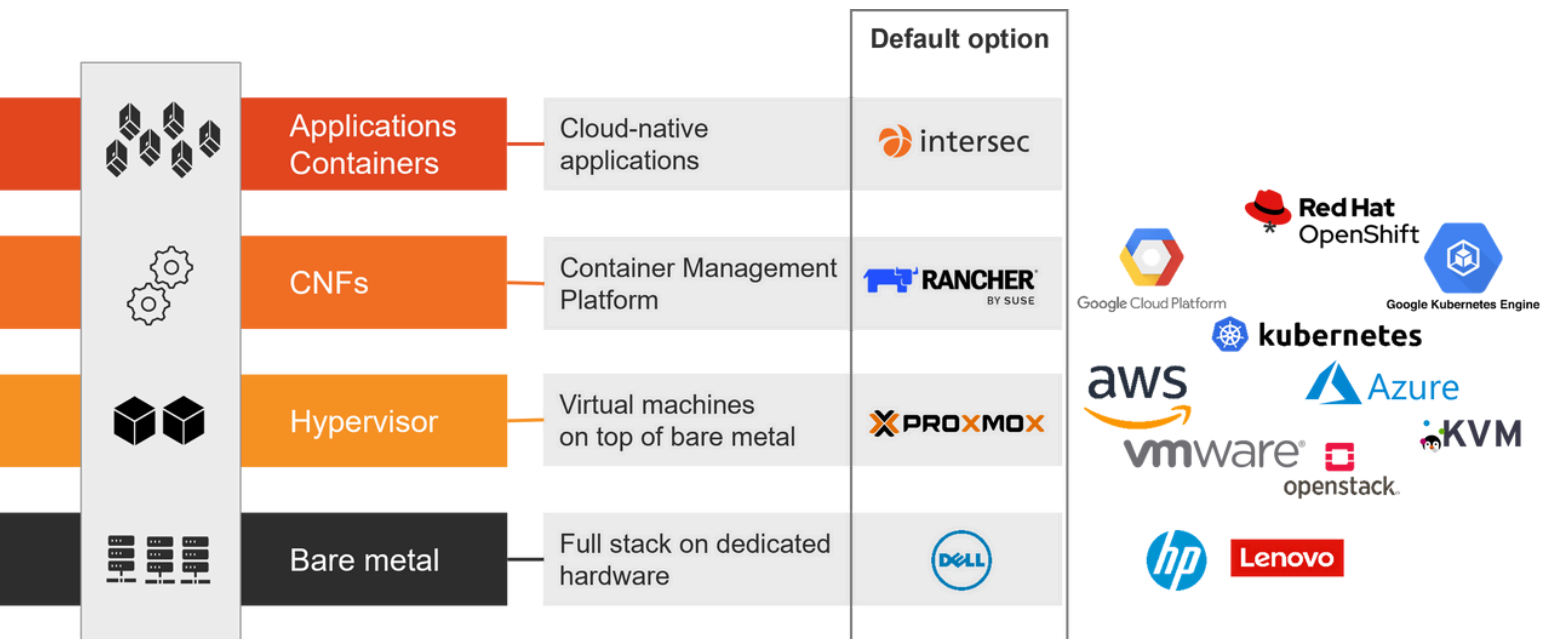 Default option
Applications
Containers
Cloud-native
applications
intersec
CNFs
Container Management
Platform
RANCHER®
BY SUSE
Hypervisor
Virtual machines
on top of bare metal
PROXMOX
Bare metal
Full stack on dedicated
hardware
DELL
Red Hat
OpenShift
Google Cloud Platform
Google Kubernetes Engine
kubernetes
aws
Azure
KVM
vmware®
openstack.
hp
Lenovo